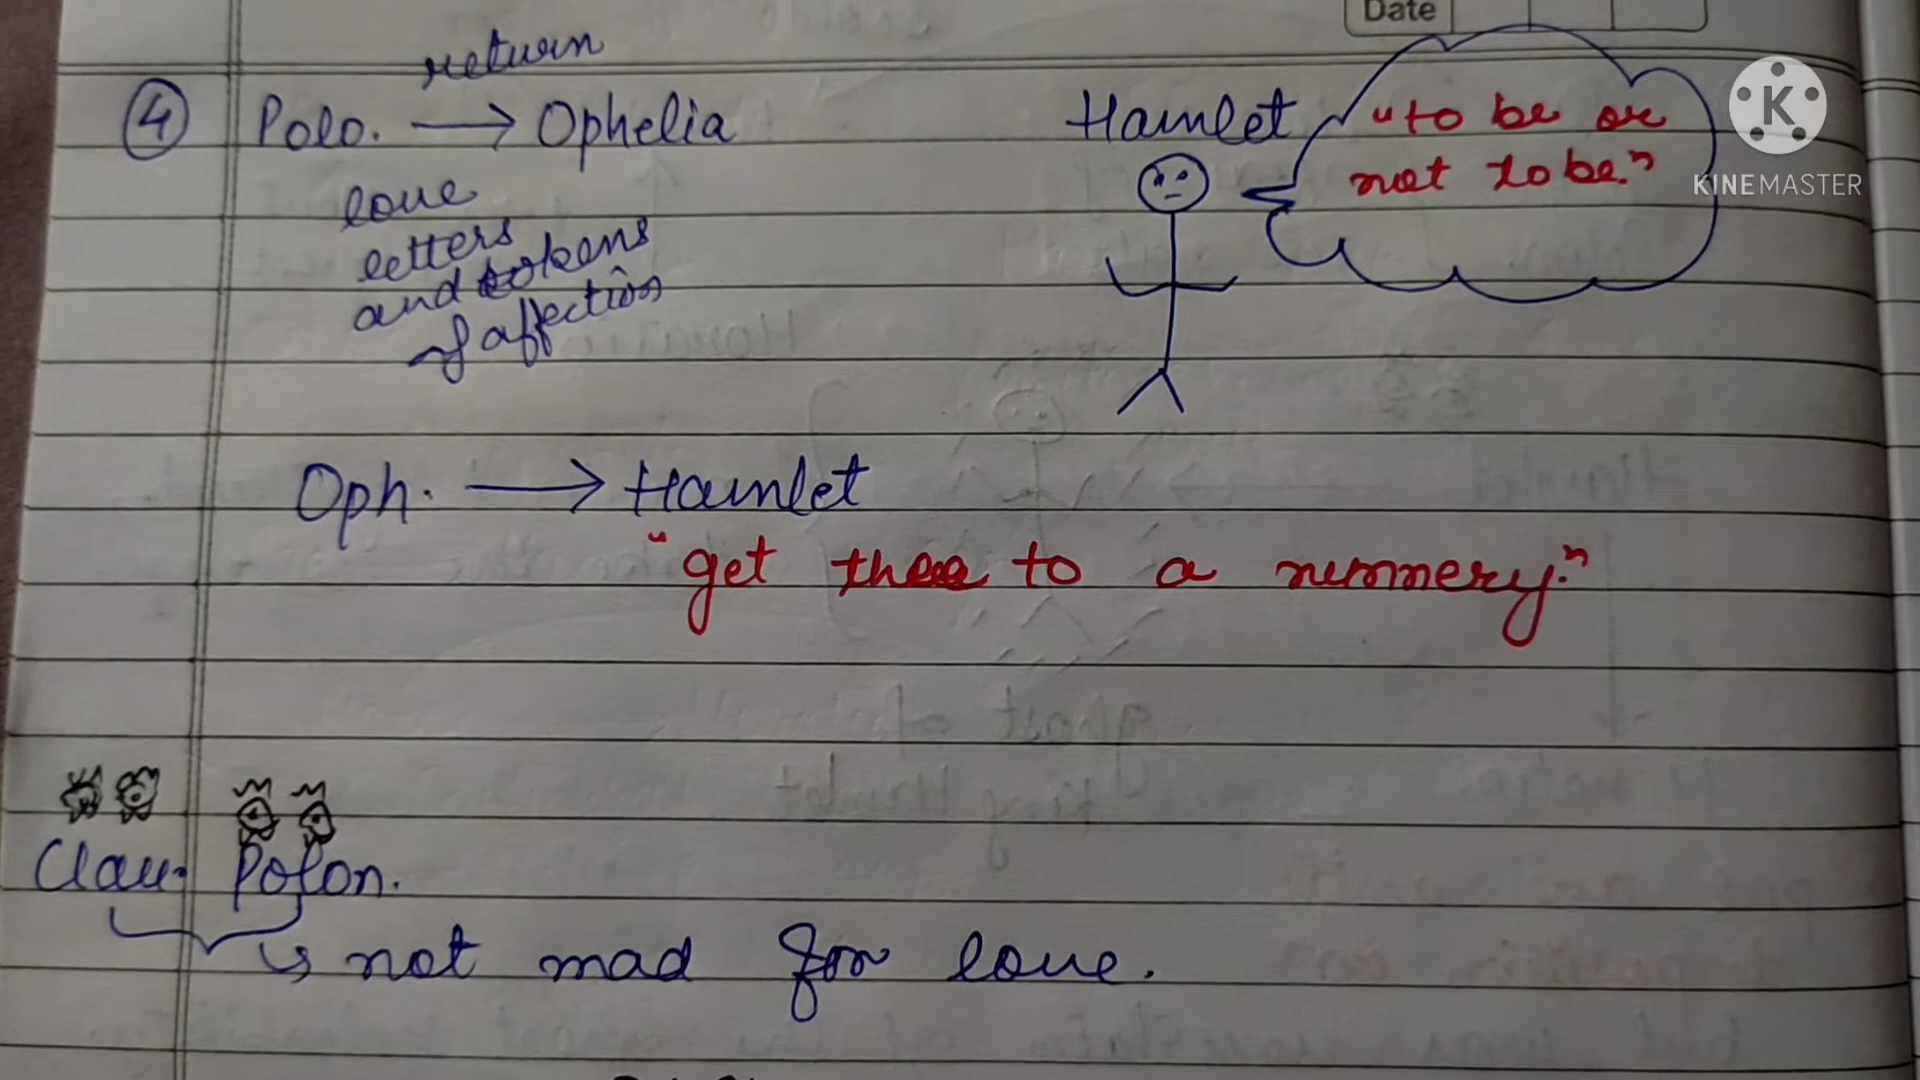 Date
return
④ Polo. → Ophelia
love
letters
and tokens
of affection
Hamlet
"to be or
not to be."
K
KINEMASTER
Oph. → Hamlet
"get thee to a nunnery."
Clau. Polon.
↳ not mad for love.